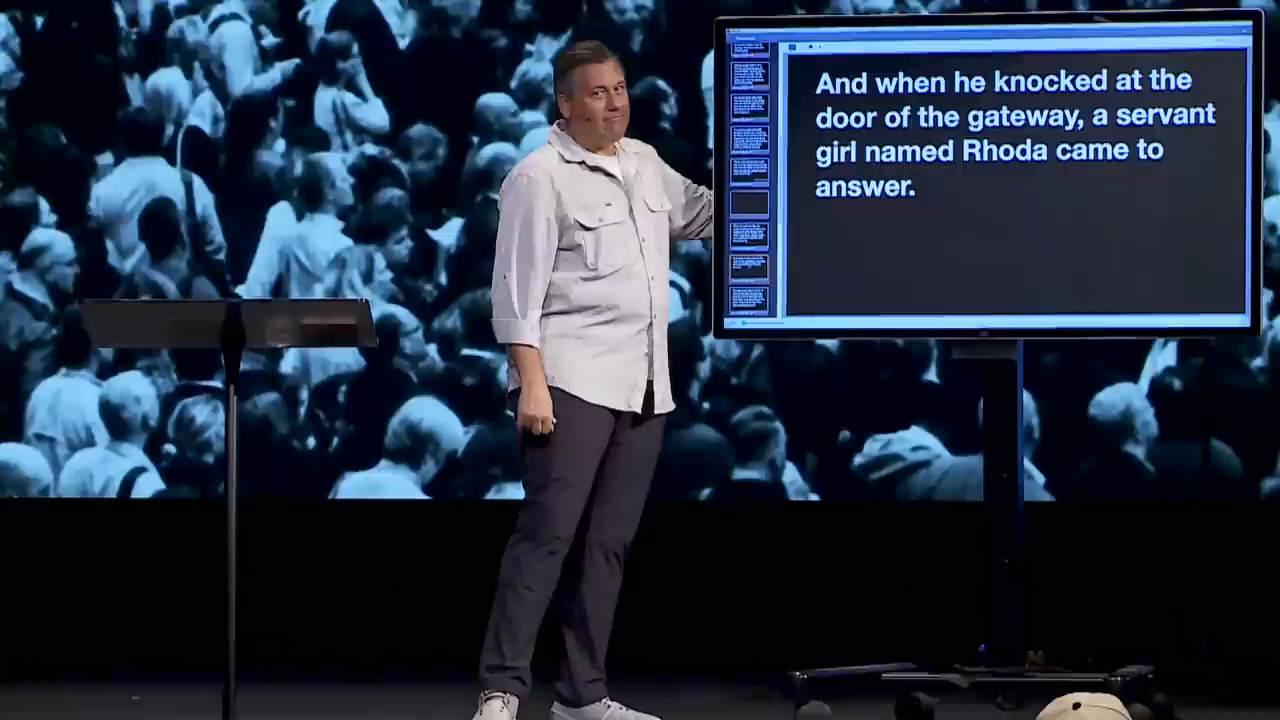 And when he knocked at the
door of the gateway, a servant
girl named Rhoda came to
answer.